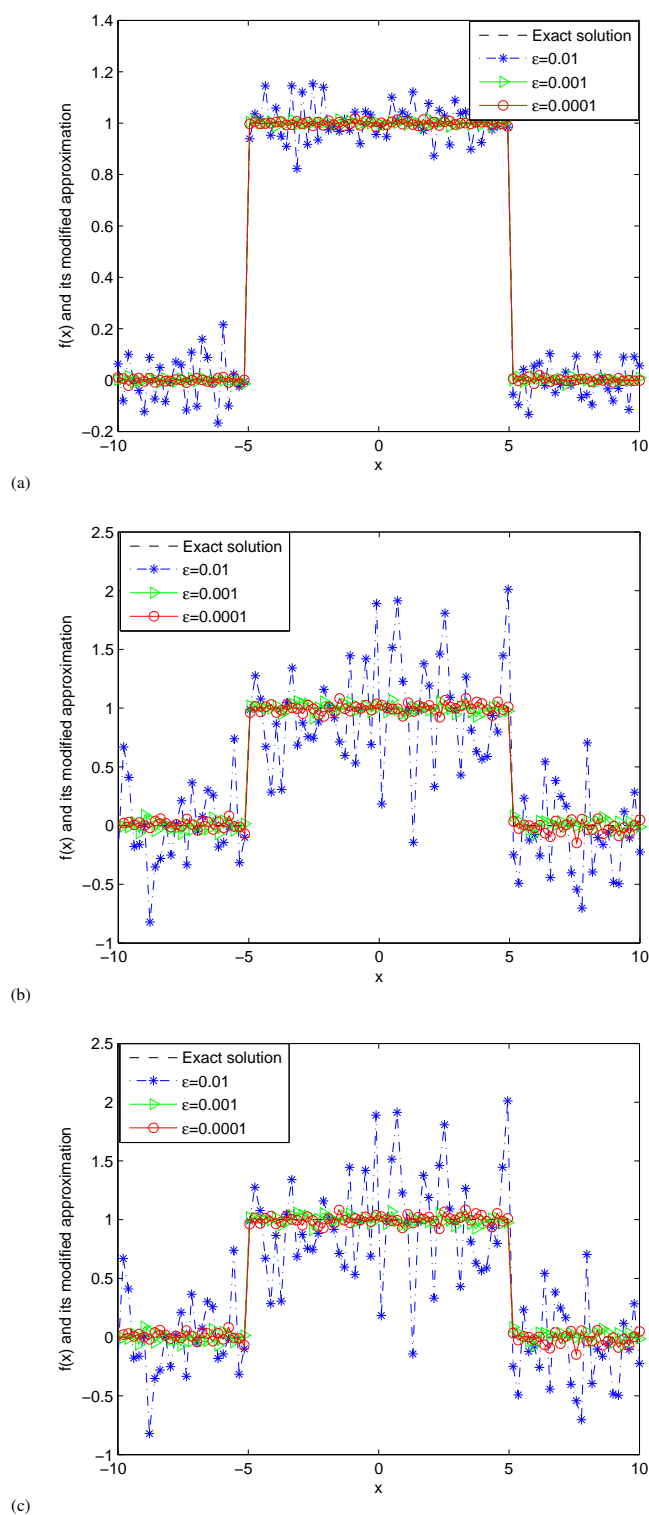 1.4
1.2
1
0.8
0.6
0.4
0.2
0
−0.2
−10
−5
0
5
10
x
f(x) and its modified approximation
Exact solution
ε=0.01
ε=0.001
ε=0.0001
(a)
2.5
2
1.5
1
0.5
0
−0.5
−1
−10
−5
0
5
10
x
f(x) and its modified approximation
Exact solution
ε=0.01
ε=0.001
ε=0.0001
(b)
2.5
2
1.5
1
0.5
0
−0.5
−1
−10
−5
0
5
10
x
f(x) and its modified approximation
Exact solution
ε=0.01
ε=0.001
ε=0.0001
(c)